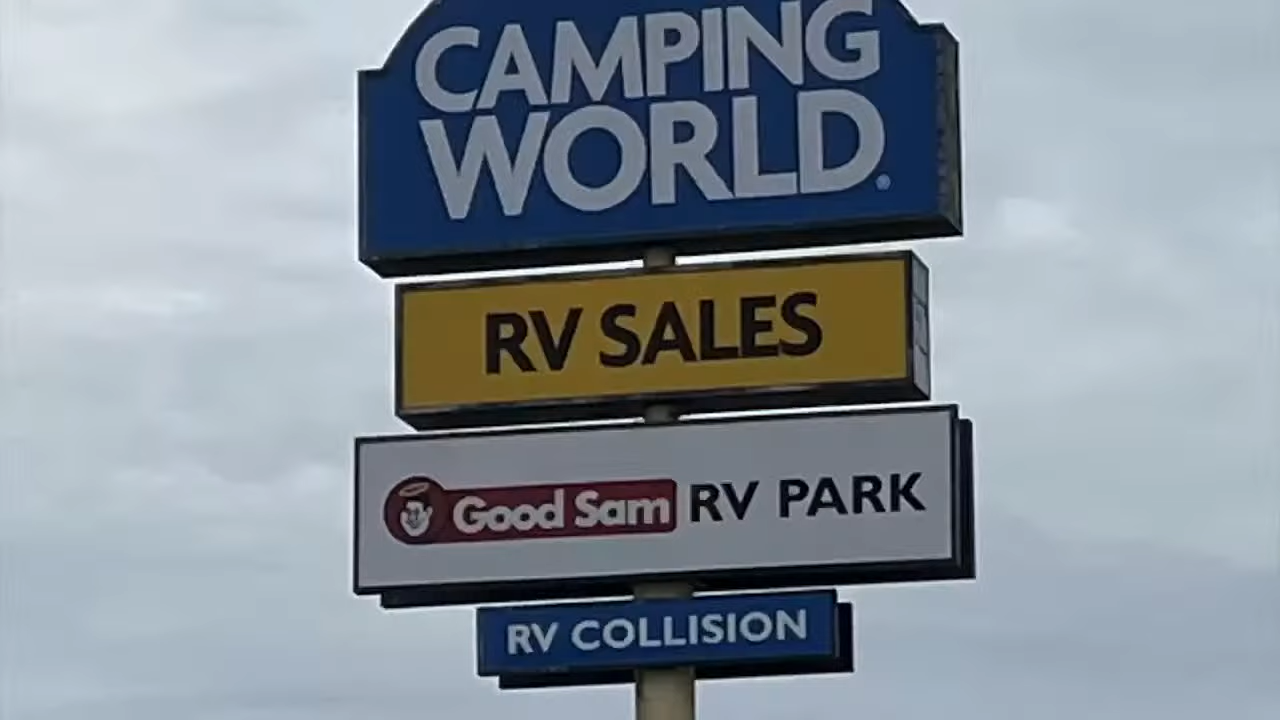 CAMPING
WORLD
RV SALES
Good Sam RV PARK
RV COLLISION